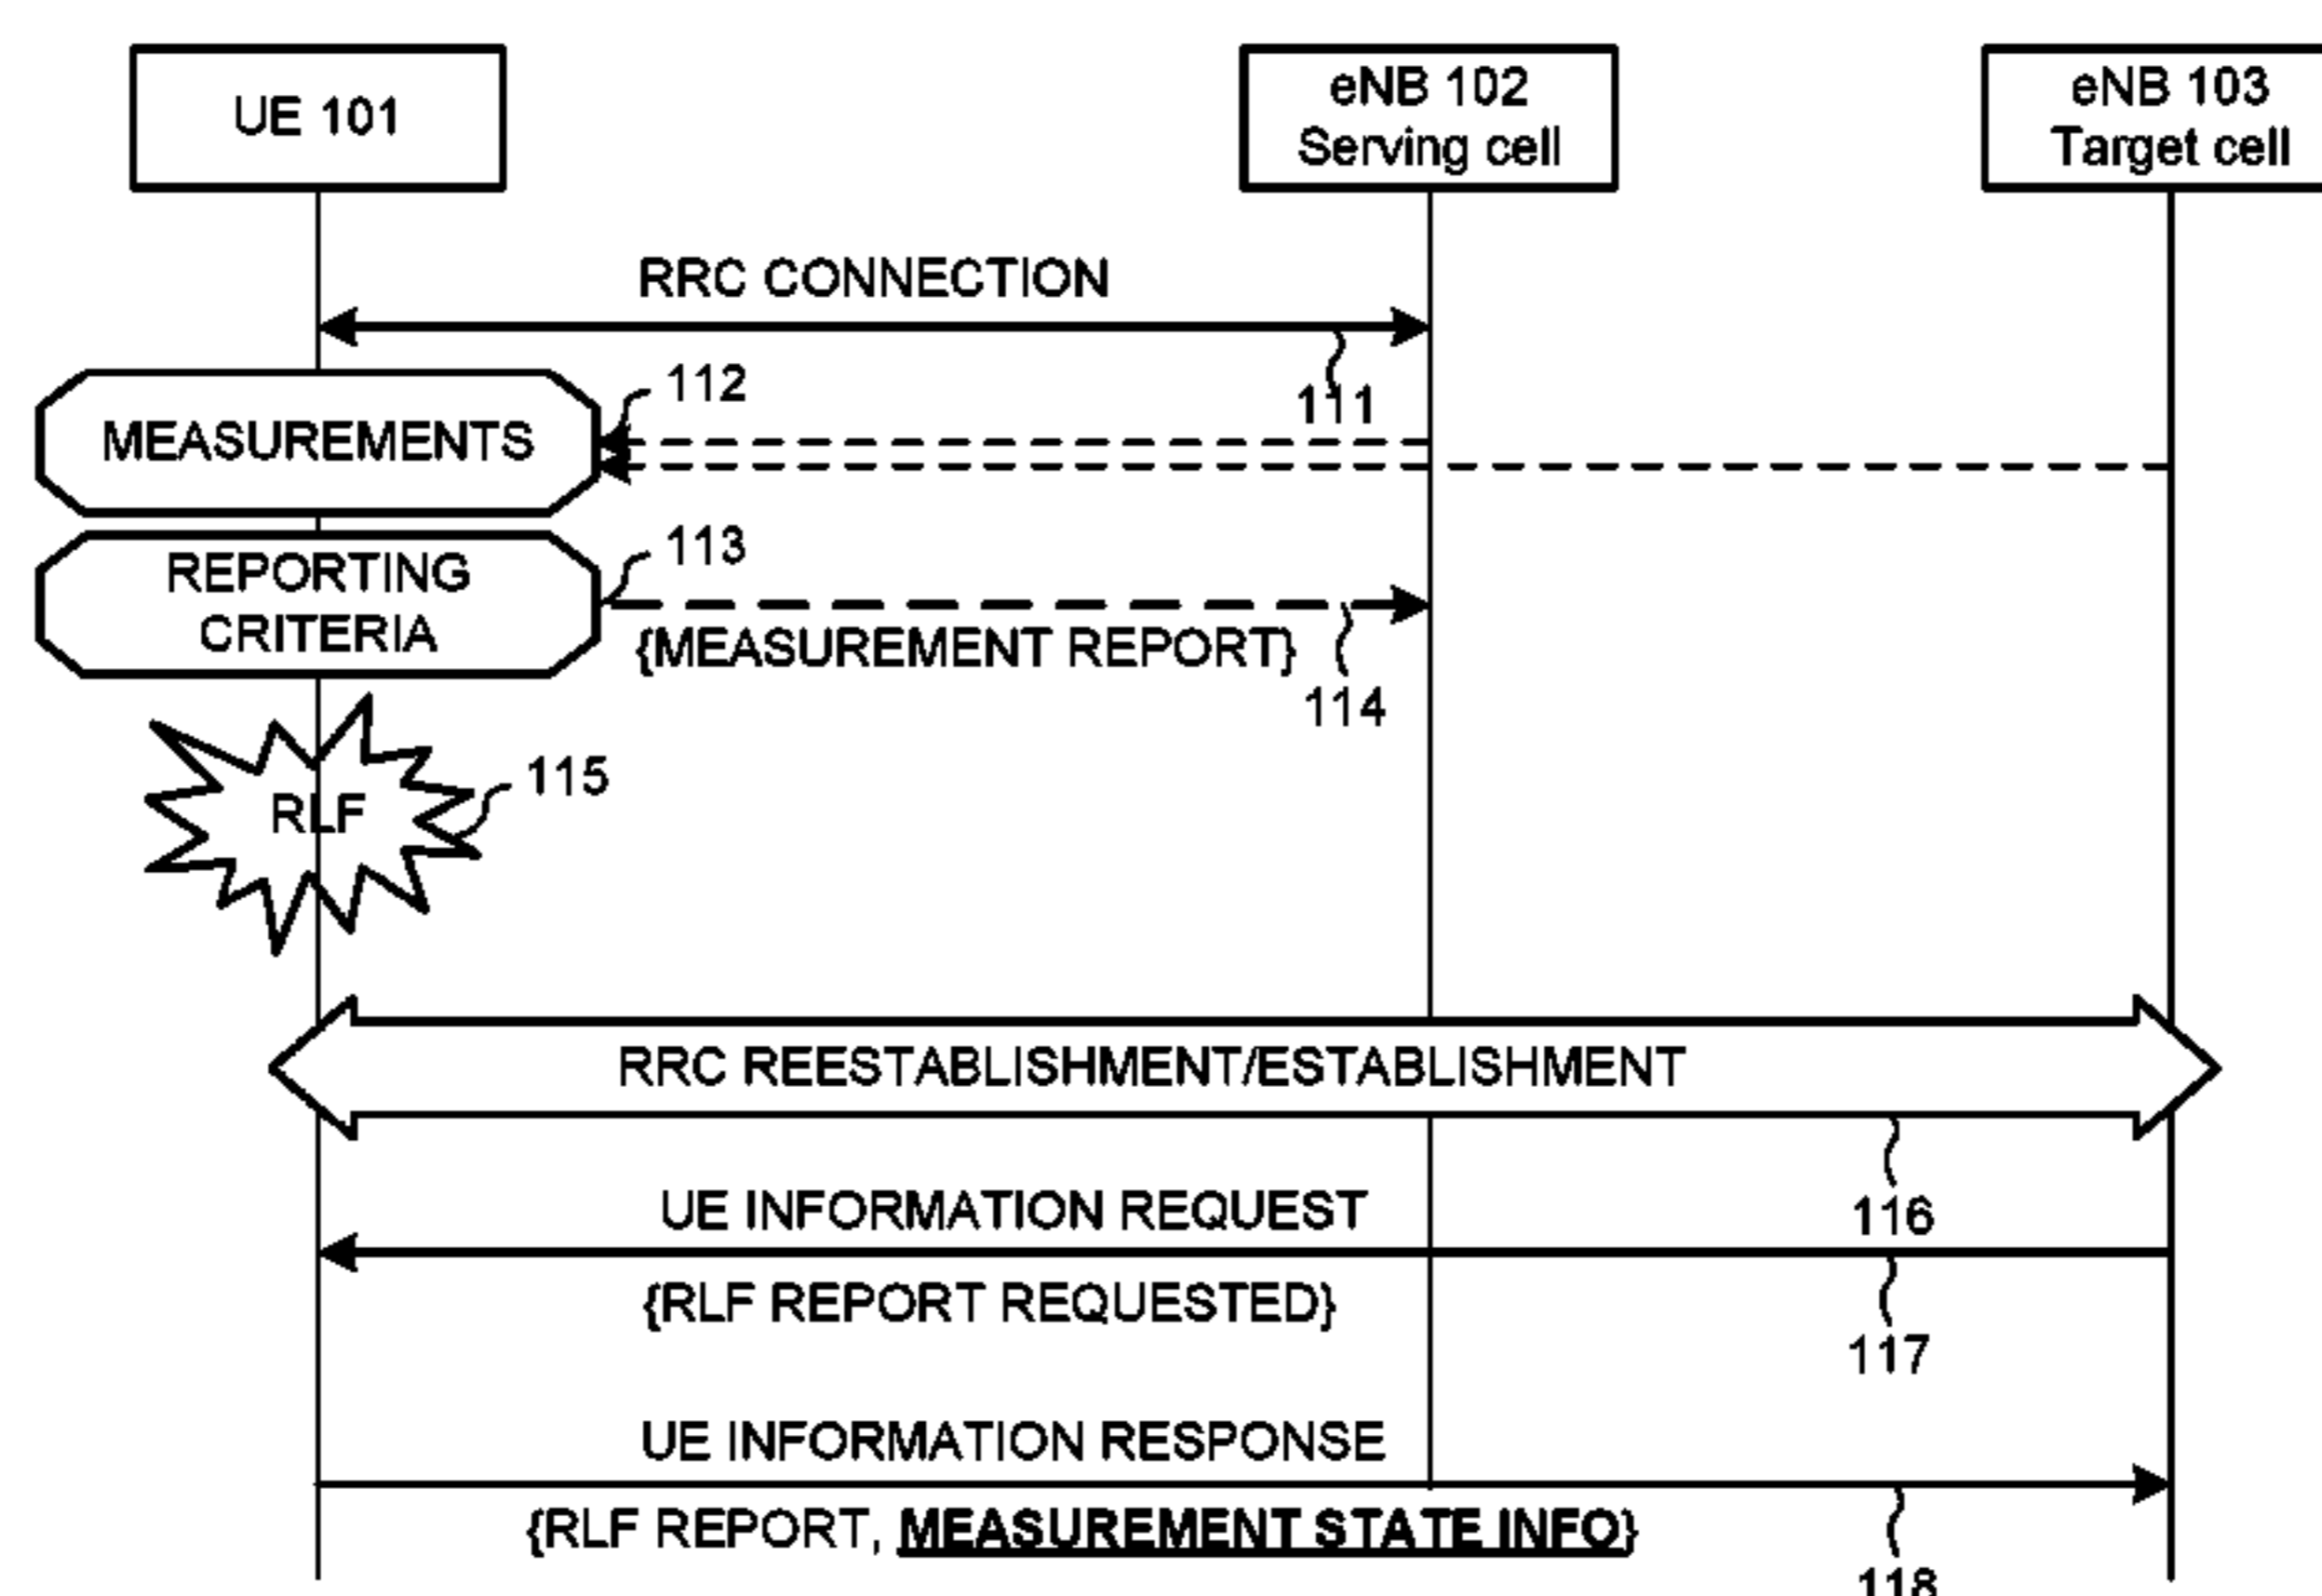 UE 101
eNB 102
Serving cell
eNB 103
Target cell
RRC CONNECTION
111
112
MEASUREMENTS
113
REPORTING
CRITERIA
{MEASUREMENT REPORT}
114
115
RLF
RRC REESTABLISHMENT/ESTABLISHMENT
116
UE INFORMATION REQUEST
{RLF REPORT REQUESTED}
117
UE INFORMATION RESPONSE
{RLF REPORT, MEASUREMENT STATE INFO}
118